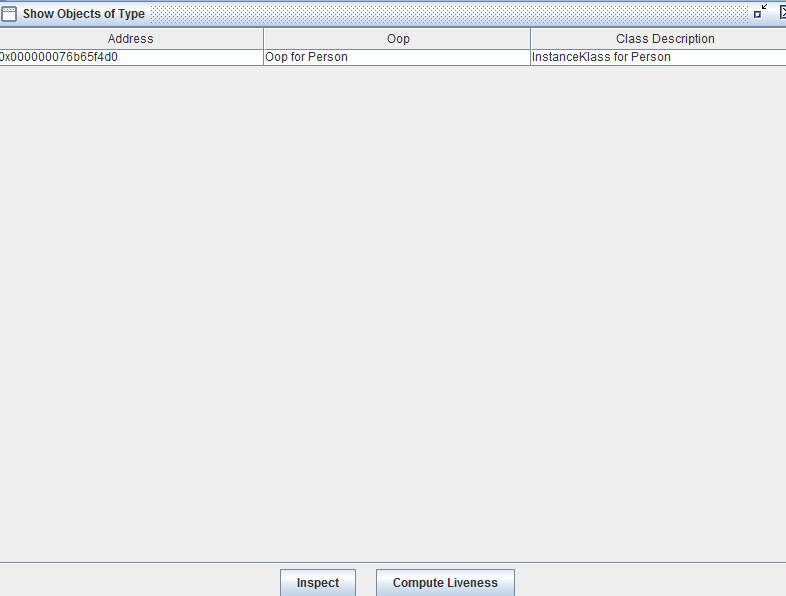 Show Objects of Type
Address Oop Class Description
0x000000076b65f4d0 Oop for Person InstanceKlass for Person
Inspect Compute Liveness